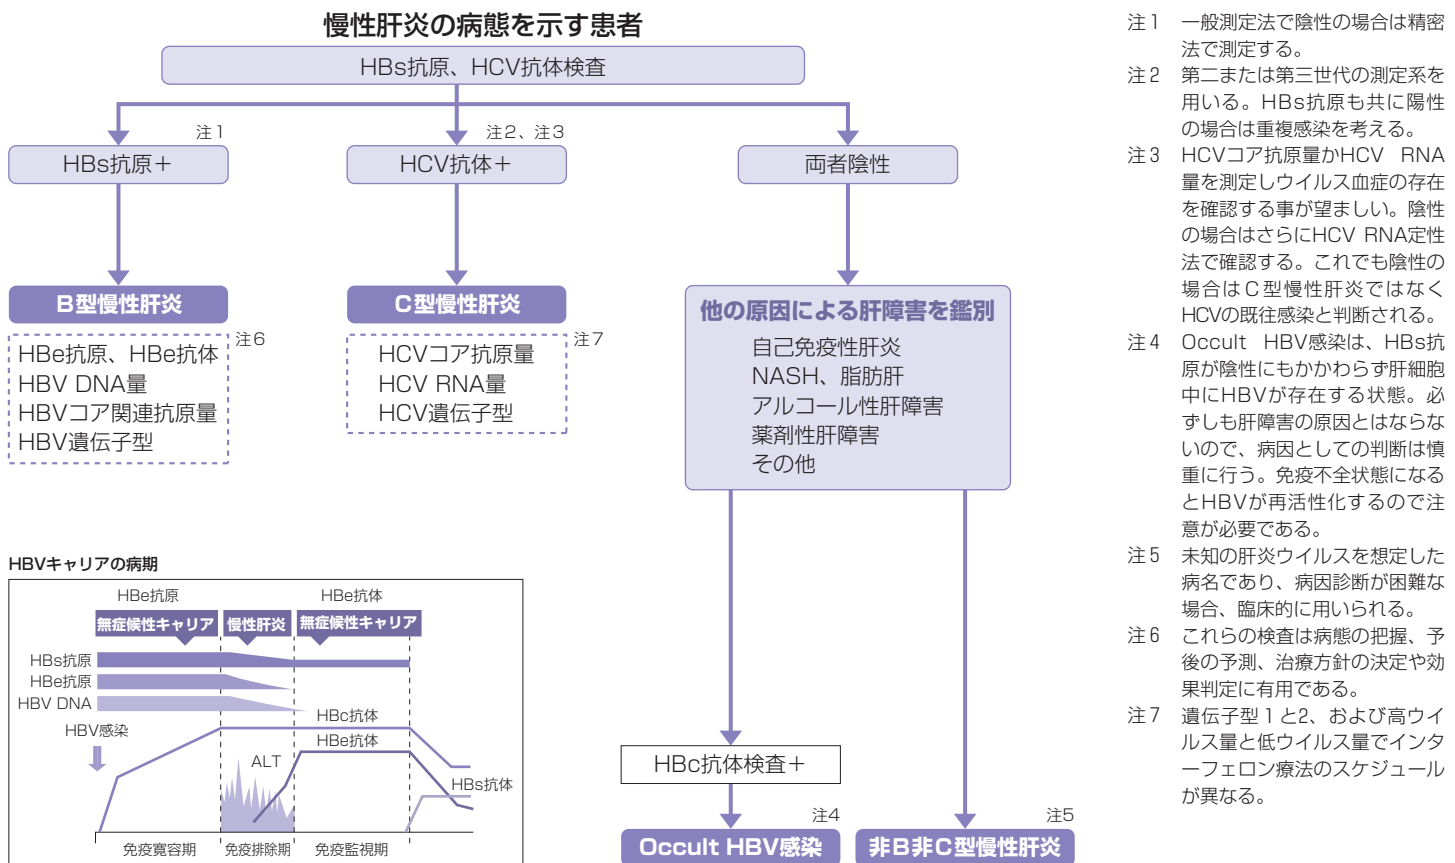 慢性肝炎の病態を示す患者
HBs抗原、HCV抗体検査
注1
HBs抗原＋
注2、注3
HCV抗体＋
両者陰性
B型慢性肝炎
注6
HBe抗原、HBe抗体
HBV DNA量
HBVコア関連抗原量
HBV遺伝子型
C型慢性肝炎
注7
HCVコア抗原量
HCV RNA量
HCV遺伝子型
他の原因による肝障害を鑑別
自己免疫性肝炎
NASH、脂肪肝
アルコール性肝障害
薬剤性肝障害
その他
HBc抗体検査＋
注4
Occult HBV感染
注5
非B非C型慢性肝炎
HBVキャリアの病期
HBe抗原
HBe抗体
無症候性キャリア
慢性肝炎
無症候性キャリア
HBs抗原
HBe抗原
HBV DNA
HBV感染
HBc抗体
HBe抗体
ALT
HBs抗体
免疫寛容期
免疫排除期
免疫監視期
注1 一般測定法で陰性の場合は精密
法で測定する。
注2 第二または第三世代の測定系を
用いる。HBs抗原も共に陽性
の場合は重複感染を考える。
注3 HCVコア抗原量かHCV RNA
量を測定しウイルス血症の存在
を確認する事が望ましい。陰性
の場合はさらにHCV RNA定性
法で確認する。これでも陰性の
場合はC型慢性肝炎ではなく
HCVの既往感染と判断される。
注4 Occult HBV感染は、HBs抗
原が陰性にもかかわらず肝細胞
中にHBVが存在する状態。必
ずしも肝障害の原因とはならな
いので、病因としての判断は慎
重に行う。免疫不全状態になる
とHBVが再活性化するので注
意が必要である。
注5 未知の肝炎ウイルスを想定した
病名であり、病因診断が困難な
場合、臨床的に用いられる。
注6 これらの検査は病態の把握、予
後の予測、治療方針の決定や効
果判定に有用である。
注7 遺伝子型1と2、および高ウイ
ルス量と低ウイルス量でインタ
ーフェロン療法のスケジュール
が異なる。